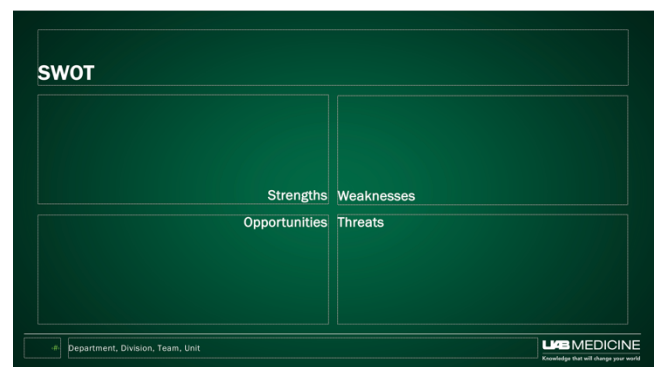 SWOT
Strengths
Weaknesses
Opportunities
Threats
‹#›
Department, Division, Team, Unit
UAB MEDICINE
Knowledge that will change your world